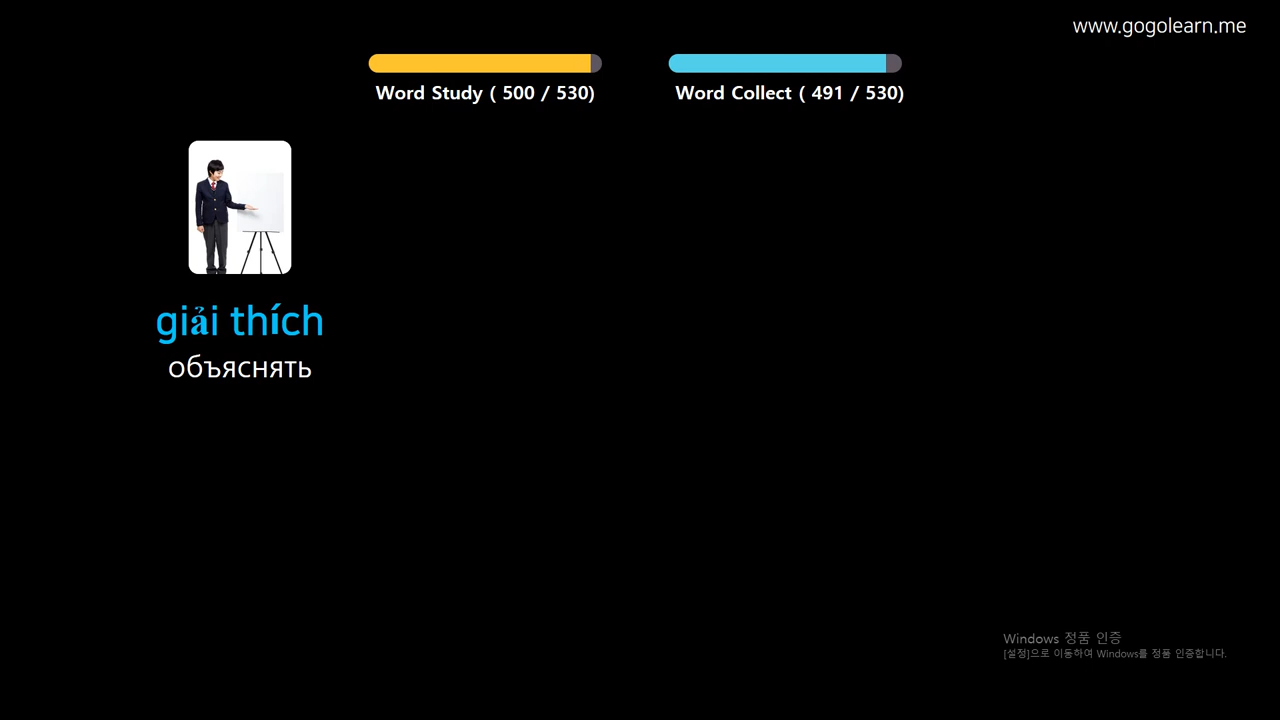 www.gogolearn.me
Word Study ( 500 / 530)
Word Collect ( 491 / 530)
giải thích
объяснять
Windows 정품 인증
[설정]으로 이동하여 Windows를 정품 인증합니다.